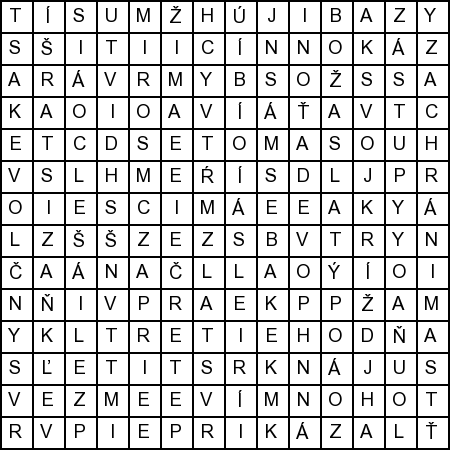 T Í S U M Ž H Ú J I B A Z Y
S Š I T I I C Í N N O K Á Z
A R Á V R M Y B S O Ž S S A
K A O I O A V Í Á Ť A V T C
E T C D S E T O M A S O U H
V S L H M E Ŕ Í S D L J P R
O I E S C I M Á E E A K Y Á
L Z Š Š Z E Z S B V T R Y N
Č A Á N A Č L L A O Ý Í O I
N Ň I V P R A E K P P Ž A M
Y K L T R E T I E H O D Ň A
S Ľ E T I T S R K N Á J U S
V E Z M E E V Í M N O H O T
R V P I E P R I K Á Z A L Ť